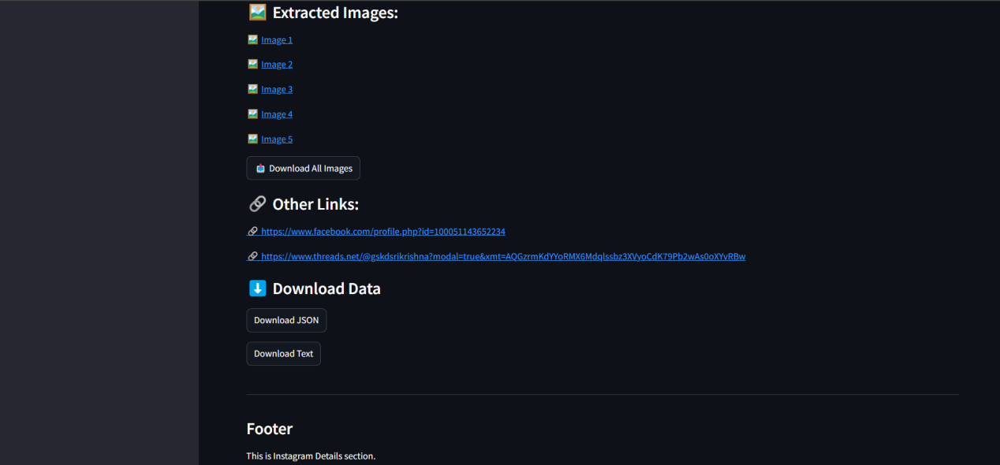 Extracted Images:
Image 1
Image 2
Image 3
Image 4
Image 5
Download All Images
Other Links:
https://www.facebook.com/profile.php?id=100051143652234
https://www.threads.net/@gskdsrikrishna?modal=true&xmt=AQGzrmKdYYoRMX6Mdqlssbz3XVyoCdK79Pb2wAs0oXYvRBw
Download Data
Download JSON
Download Text
Footer
This is Instagram Details section.